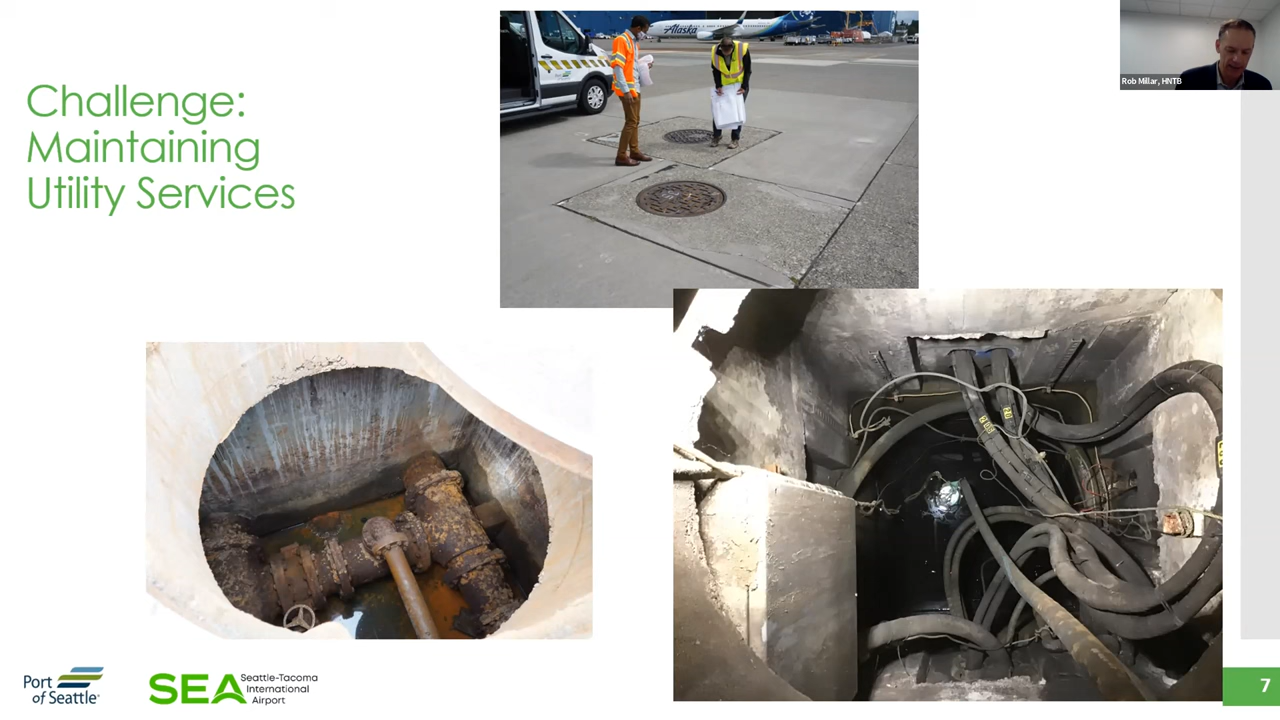 Challenge:
Maintaining
Utility Services
Alaska
Rob Millar, HNTB
Port
of Seattle
SEA
Seattle-Tacoma
International
Airport
7